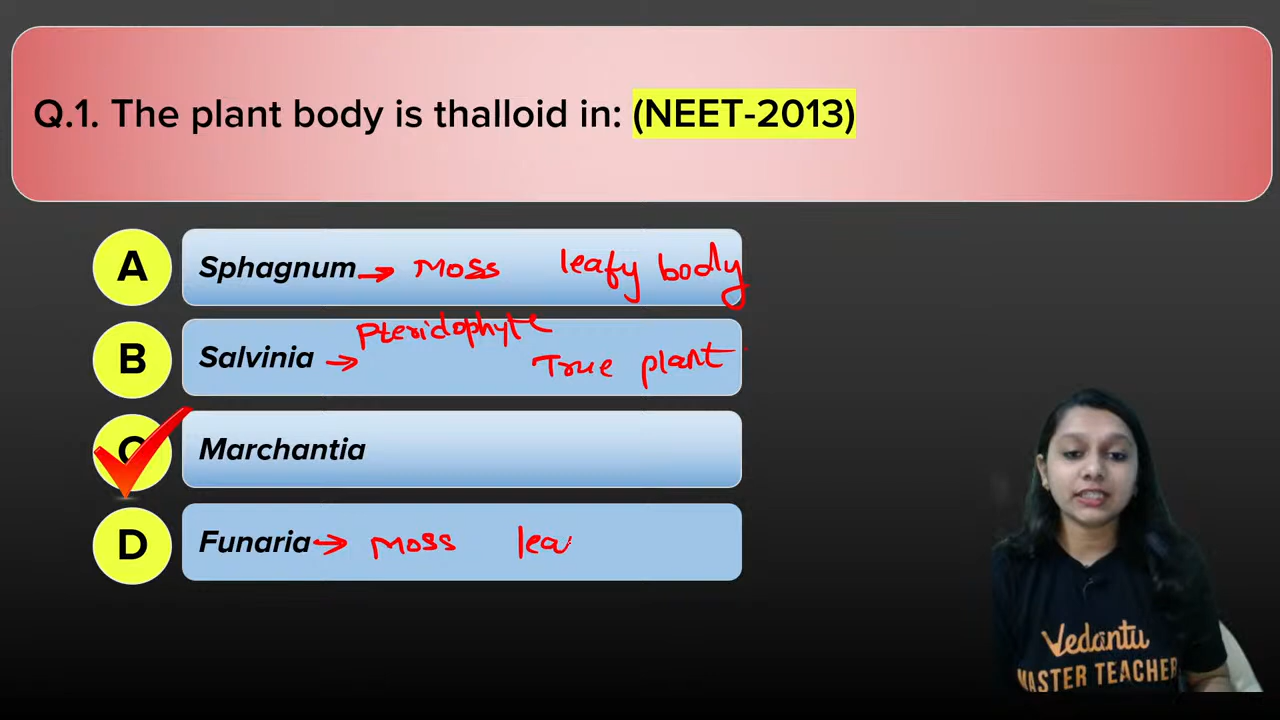 Q.1. The plant body is thalloid in: (NEET-2013)
A Sphagnum → Moss leafy body
Pteridophyte
B Salvinia → True plant
C Marchantia
D Funaria → Moss lea
Vedantu
MASTER TEACHER